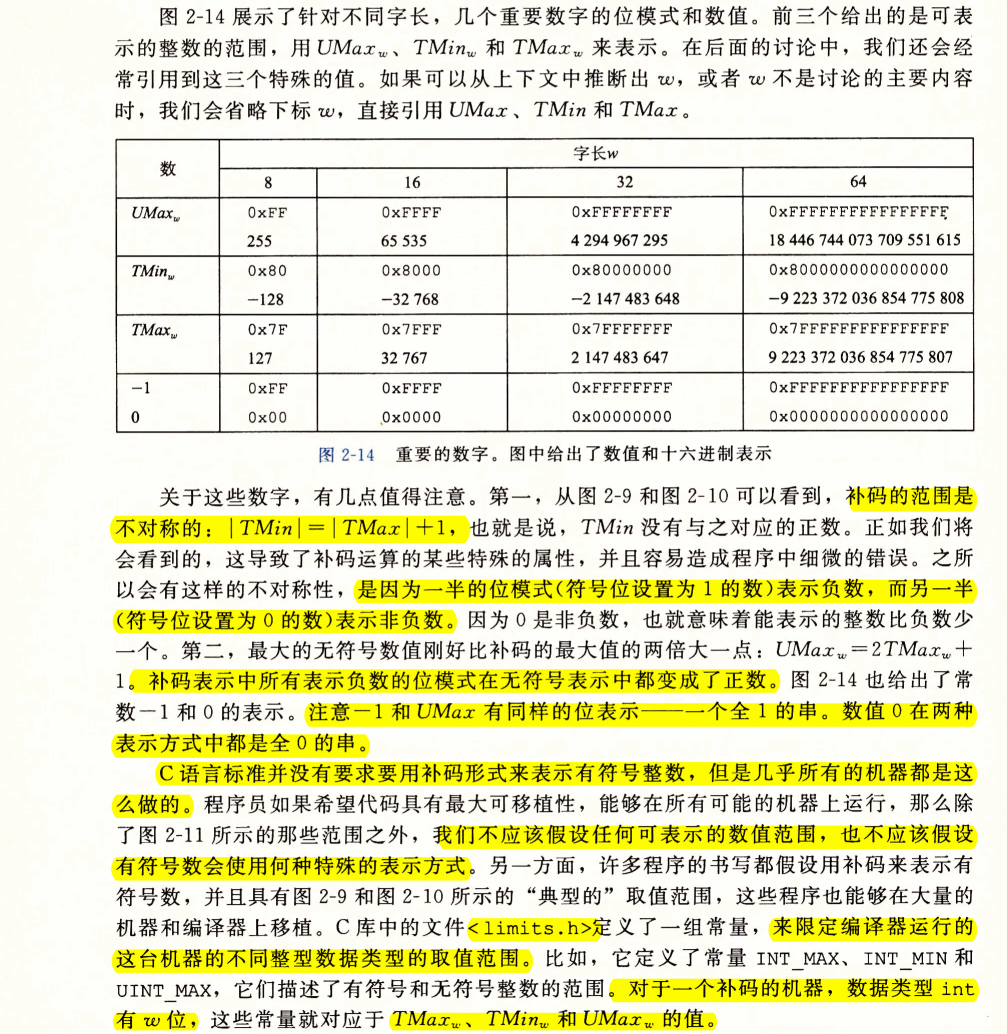 图 2-14 展示了针对不同字长，几个重要数字的位模式和数值。前三个给出的是可表
示的整数的范围，用 UMax_w、TMin_w 和 TMax_w 来表示。在后面的讨论中，我们还会经
常引用到这三个特殊的值。如果可以从上下文中推断出 w，或者 w 不是讨论的主要内容
时，我们会省略下标 w，直接引用 UMax、TMin 和 TMax。
数 字长w
8 16 32 64
UMax_w 0xFF 0xFFFF 0xFFFFFFFF 0xFFFFFFFFFFFFFFFF
255 65 535 4 294 967 295 18 446 744 073 709 551 615
TMin_w 0x80 0x8000 0x80000000 0x8000000000000000
−128 −32 768 −2 147 483 648 −9 223 372 036 854 775 808
TMax_w 0x7F 0x7FFF 0x7FFFFFFF 0x7FFFFFFFFFFFFFFF
127 32 767 2 147 483 647 9 223 372 036 854 775 807
−1 0xFF 0xFFFF 0xFFFFFFFF 0xFFFFFFFFFFFFFFFF
0 0x00 0x0000 0x00000000 0x0000000000000000
图 2-14 重要的数字。图中给出了数值和十六进制表示
关于这些数字，有几点值得注意。第一，从图 2-9 和图 2-10 可以看到，补码的范围是
不对称的：|TMin|=|TMax|+1，也就是说，TMin 没有与之对应的正数。正如我们将
会看到的，这导致了补码运算的某些特殊的属性，并且容易造成程序中细微的错误。之所
以会有这样的不对称性，是因为一半的位模式(符号位设置为 1 的数)表示负数，而另一半
(符号位设置为 0 的数)表示非负数。因为 0 是非负数，也就意味着能表示的整数比负数少
一个。第二，最大的无符号数值刚好比补码的最大值的两倍大一点：UMax_w=2TMax_w+
1。补码表示中所有表示负数的位模式在无符号表示中都变成了正数。图 2-14 也给出了常
数−1 和 0 的表示。注意−1 和 UMax 有同样的位表示——一个全 1 的串。数值 0 在两种
表示方式中都是全 0 的串。
C 语言标准并没有要求要用补码形式来表示有符号整数，但是几乎所有的机器都是这
么做的。程序员如果希望代码具有最大可移植性，能够在所有可能的机器上运行，那么除
了图 2-11 所示的那些范围之外，我们不应该假设任何可表示的数值范围，也不应该假设
有符号数会使用何种特殊的表示方式。另一方面，许多程序的书写都假设用补码来表示有
符号数，并且具有图 2-9 和图 2-10 所示的“典型的”取值范围，这些程序也能够在大量的
机器和编译器上移植。C 库中的文件<limits.h>定义了一组常量，来限定编译器运行的
这台机器的不同整型数据类型的取值范围。比如，它定义了常量 INT_MAX、INT_MIN 和
UINT_MAX，它们描述了有符号和无符号整数的范围。对于一个补码的机器，数据类型 int
有 w 位，这些常量就对应于 TMax_w、TMin_w 和 UMax_w 的值。